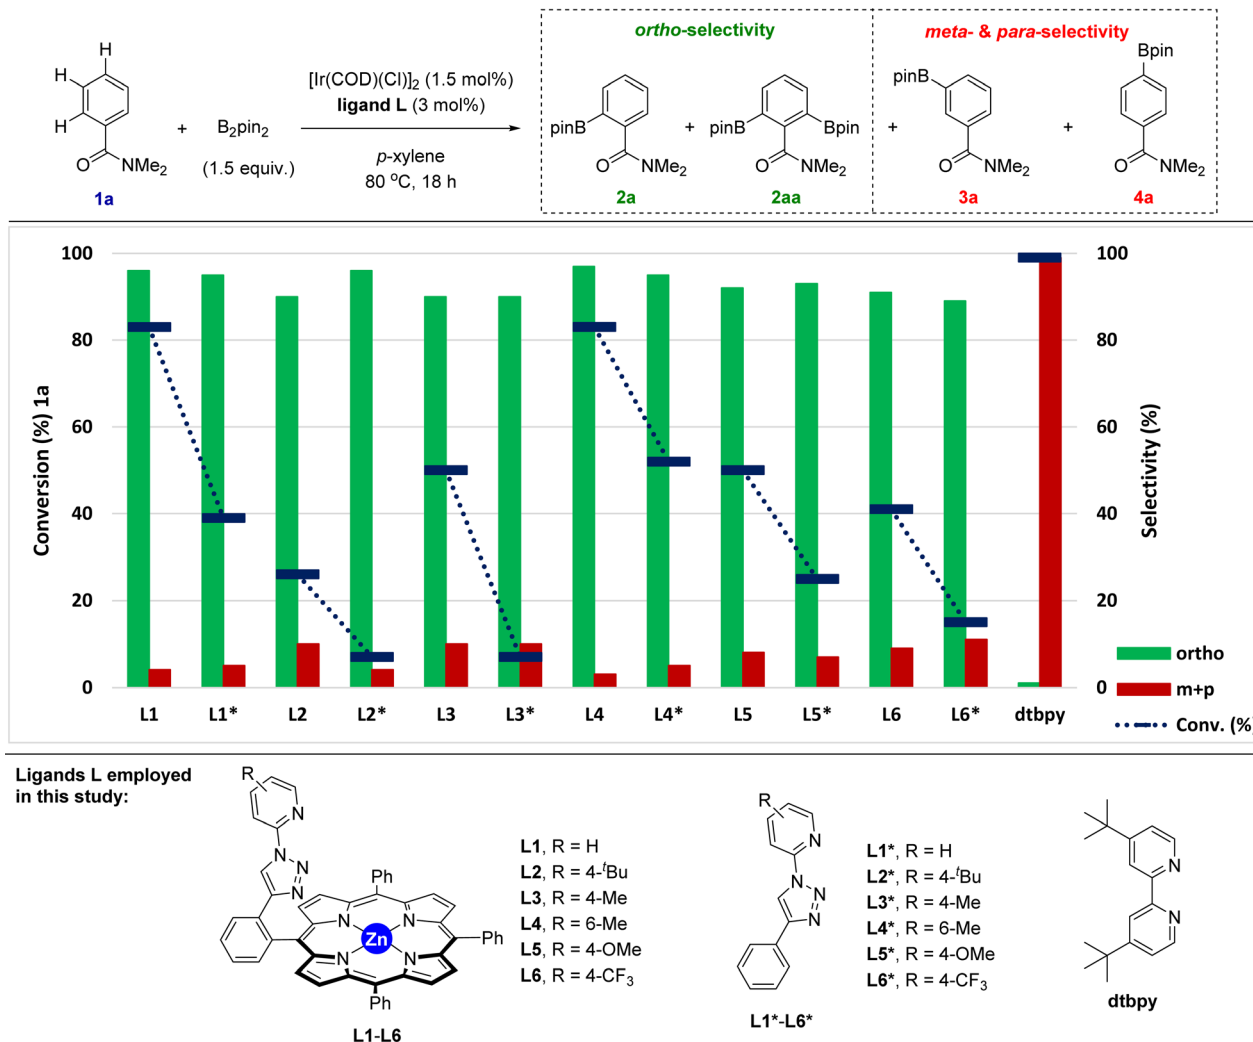 ortho-selectivity
meta- & para-selectivity
H
H
H
O
NMe2
1a
+
B2pin2
(1.5 equiv.)
[Ir(COD)(Cl)]2 (1.5 mol%)
ligand L (3 mol%)
p-xylene
80 °C, 18 h
pinB
O
NMe2
2a
+
pinB
Bpin
O
NMe2
2aa
+
pinB
O
NMe2
3a
+
Bpin
O
NMe2
4a
Conversion (%) 1a
100
80
60
40
20
0
100
80
60
40
20
0
Selectivity (%)
L1 L1* L2 L2* L3 L3* L4 L4* L5 L5* L6 L6* dtbpy
ortho
m+p
Conv. (%)
Ligands L employed
in this study:
R
N
N
N
N
Ph
N
N
Zn
N
N
Ph
Ph
L1-L6
L1, R = H
L2, R = 4-tBu
L3, R = 4-Me
L4, R = 6-Me
L5, R = 4-OMe
L6, R = 4-CF3
R
N
N
N
N
L1*-L6*
L1*, R = H
L2*, R = 4-tBu
L3*, R = 4-Me
L4*, R = 6-Me
L5*, R = 4-OMe
L6*, R = 4-CF3
N
N
dtbpy